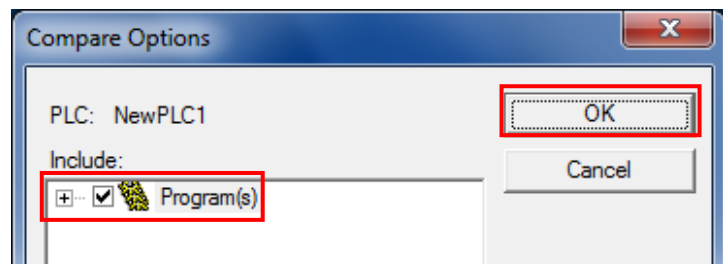 Compare Options
PLC: NewPLC1
OK
Include:
Cancel
Program(s)